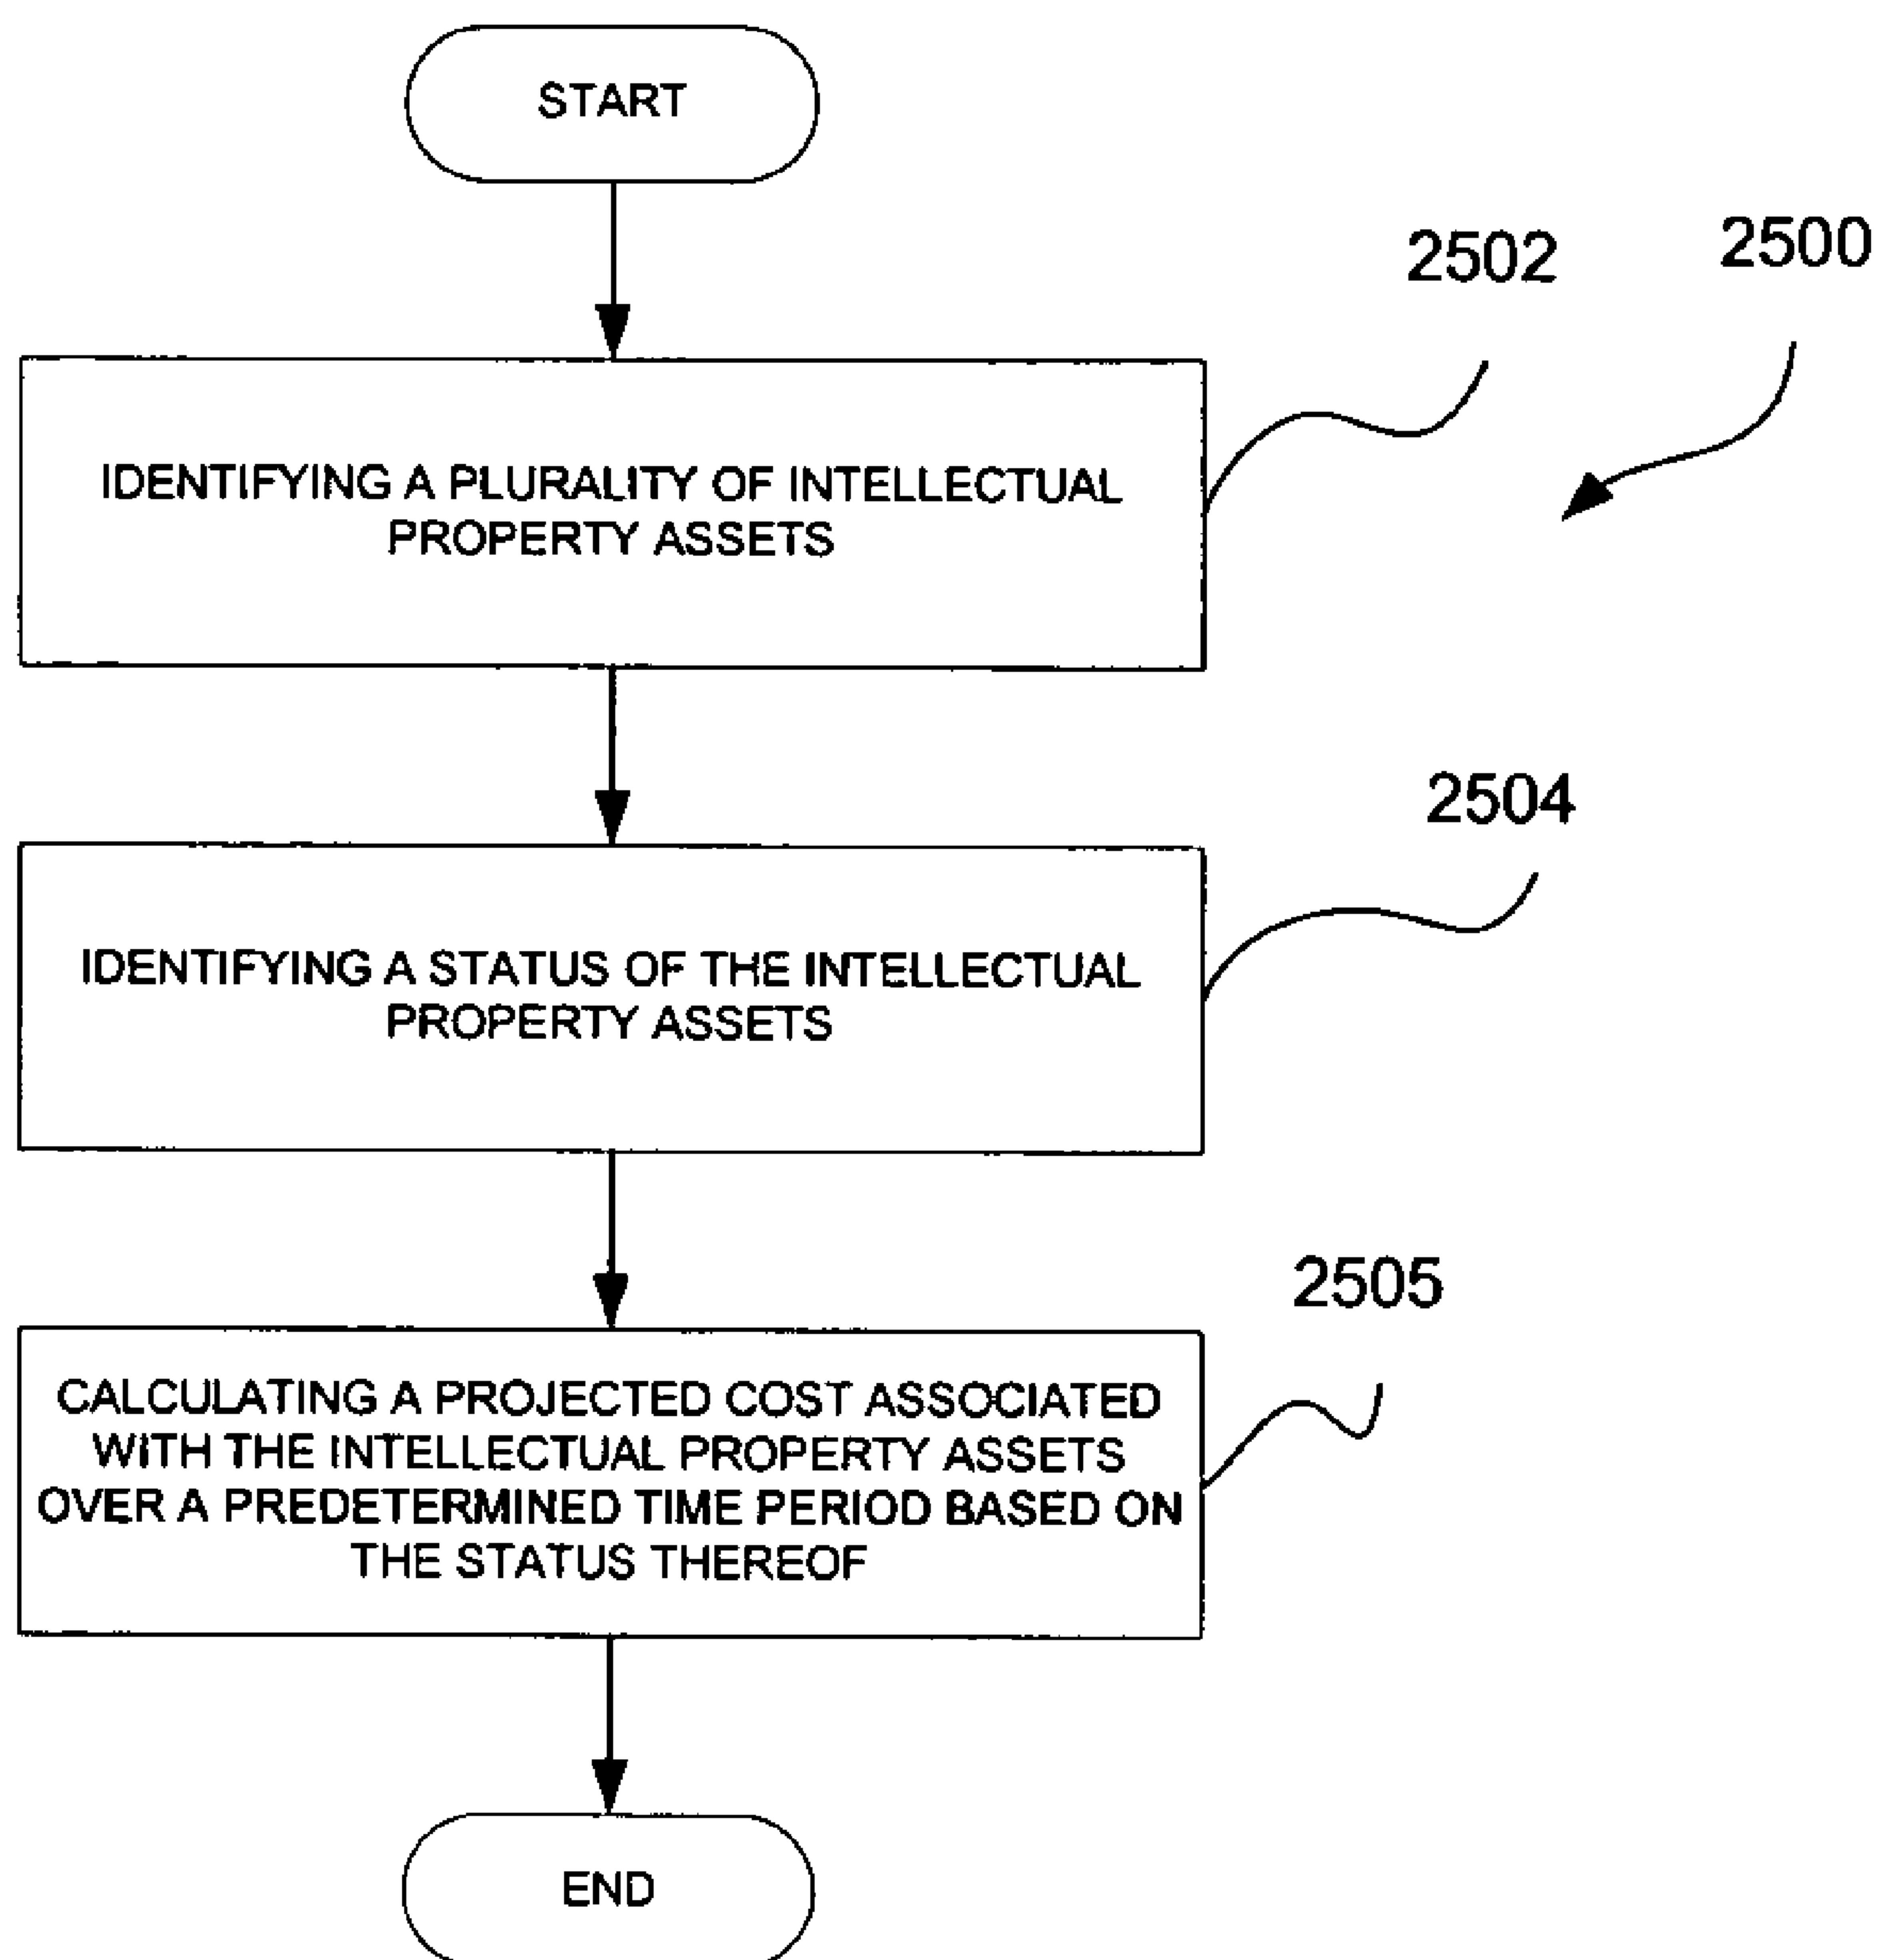 START
2502
2500
IDENTIFYING A PLURALITY OF INTELLECTUAL
PROPERTY ASSETS
2504
IDENTIFYING A STATUS OF THE INTELLECTUAL
PROPERTY ASSETS
2505
CALCULATING A PROJECTED COST ASSOCIATED
WITH THE INTELLECTUAL PROPERTY ASSETS
OVER A PREDETERMINED TIME PERIOD BASED ON
THE STATUS THEREOF
END